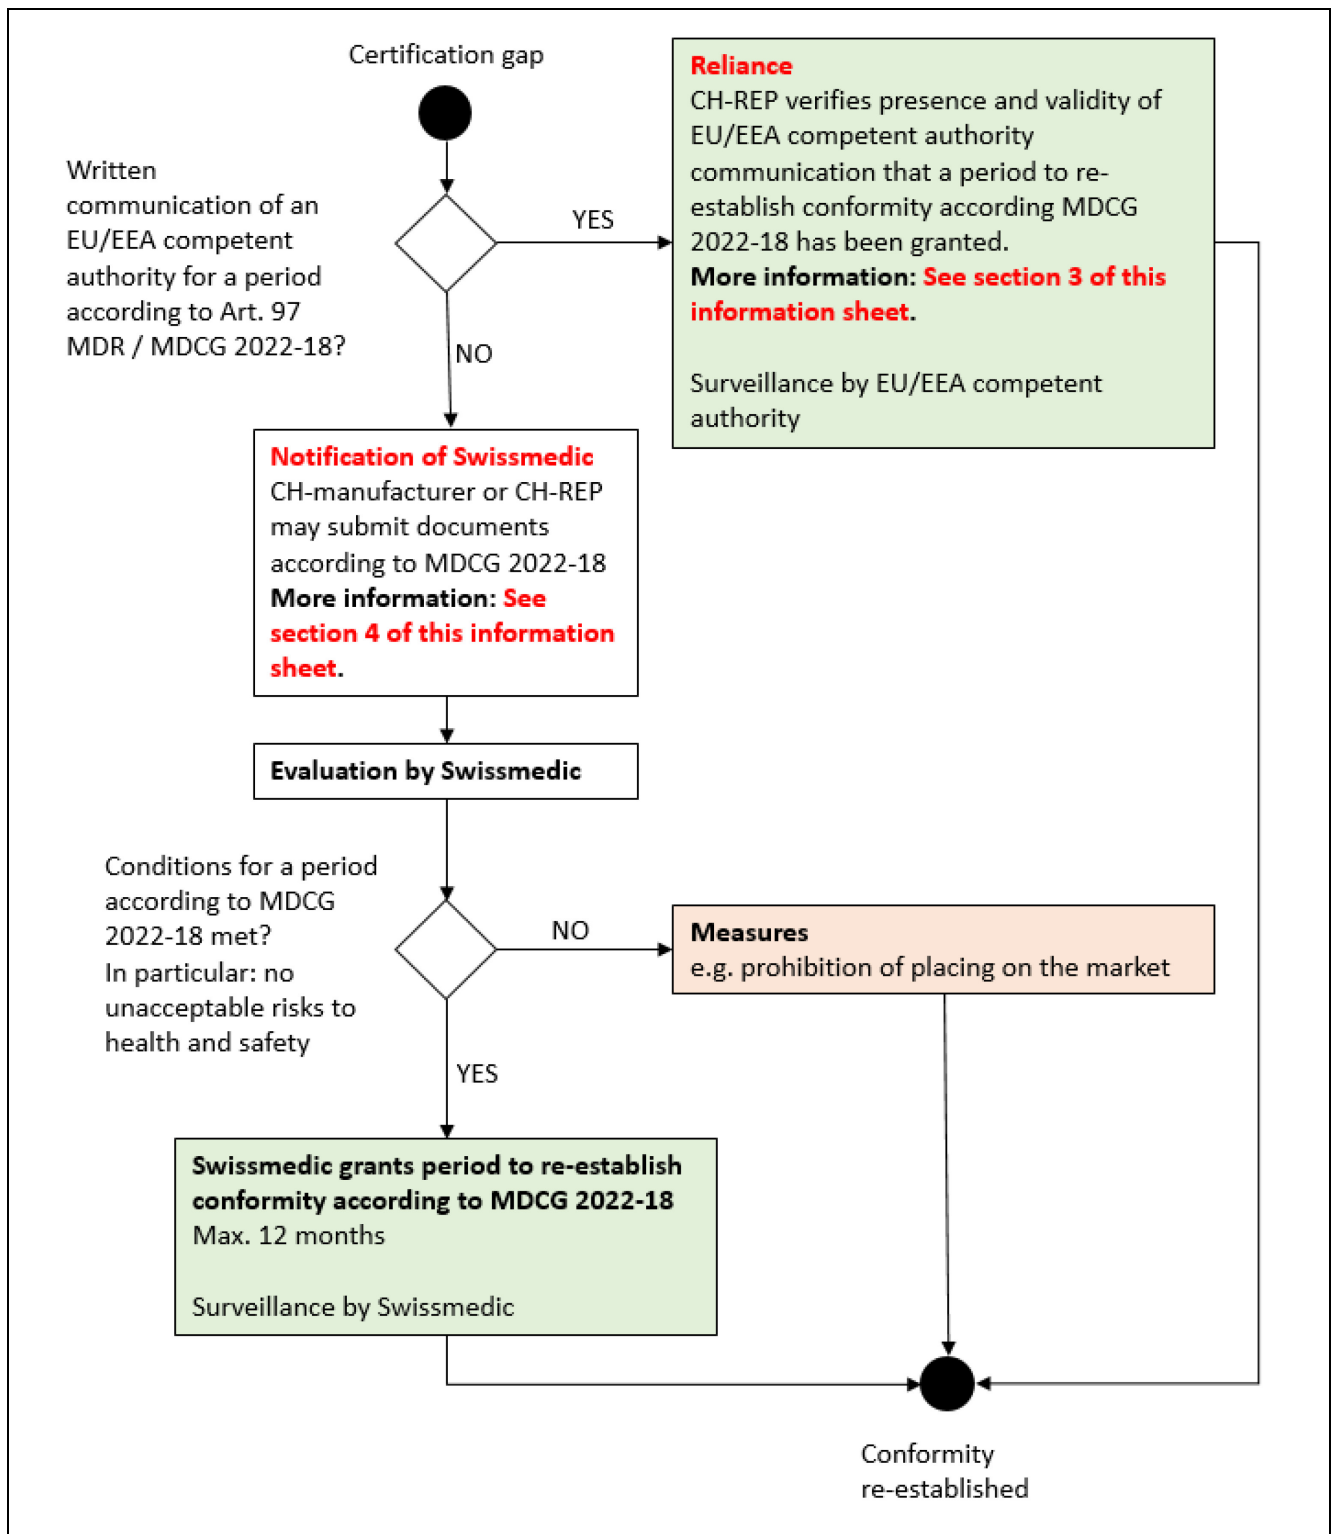 Certification gap
Written
communication of an
EU/EEA competent
authority for a period
according to Art. 97
MDR / MDCG 2022-18?
YES
NO
Reliance
CH-REP verifies presence and validity of
EU/EEA competent authority
communication that a period to re-
establish conformity according MDCG
2022-18 has been granted.
More information: See section 3 of this
information sheet.
Surveillance by EU/EEA competent
authority
Notification of Swissmedic
CH-manufacturer or CH-REP
may submit documents
according to MDCG 2022-18
More information: See
section 4 of this information
sheet.
Evaluation by Swissmedic
Conditions for a period
according to MDCG
2022-18 met?
In particular: no
unacceptable risks to
health and safety
NO
YES
Measures
e.g. prohibition of placing on the market
Swissmedic grants period to re-establish
conformity according to MDCG 2022-18
Max. 12 months
Surveillance by Swissmedic
Conformity
re-established